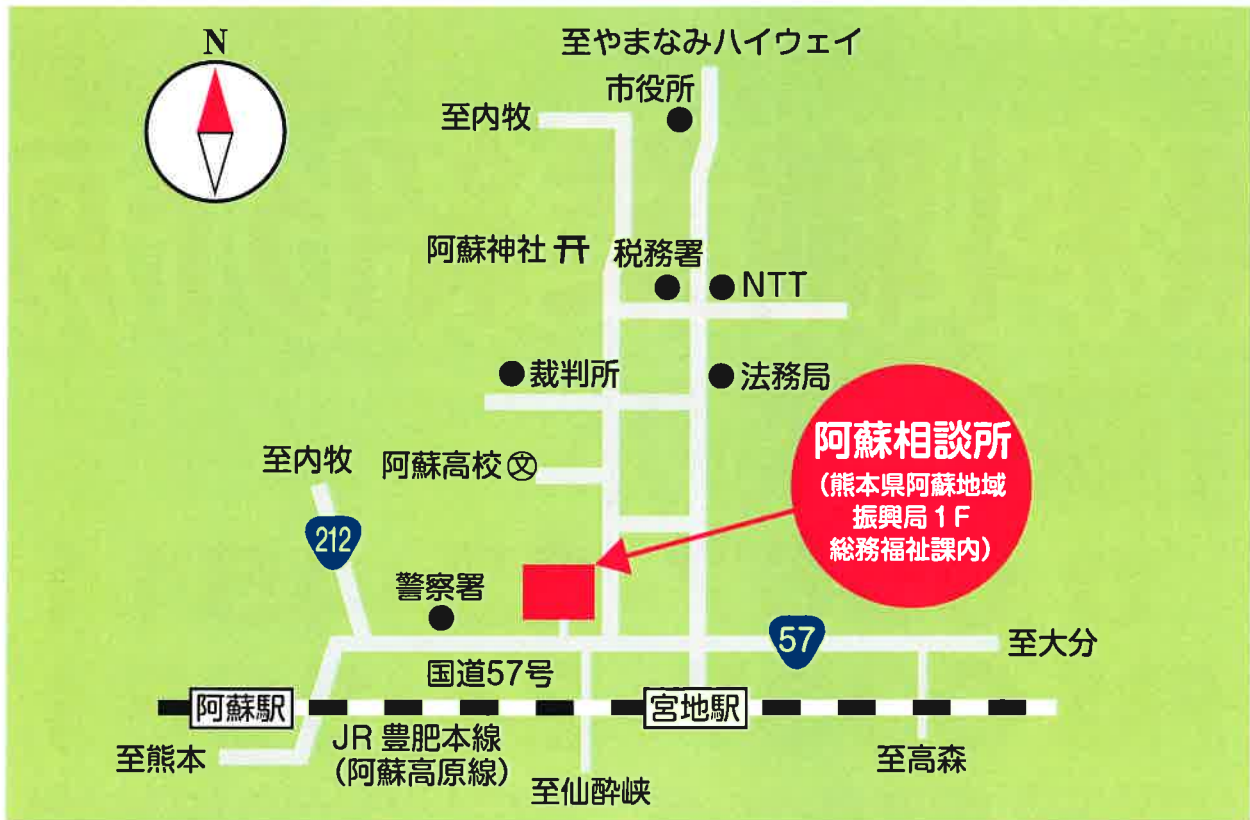 N
至やまなみハイウェイ
市役所
至内牧
阿蘇神社
税務署
NTT
裁判所
法務局
阿蘇相談所
(熊本県阿蘇地域
振興局1F
総務福祉課内)
至内牧
阿蘇高校
文
212
警察署
57
至大分
国道57号
阿蘇駅
宮地駅
JR 豊肥本線
(阿蘇高原線)
至熊本
至仙酔峡
至高森